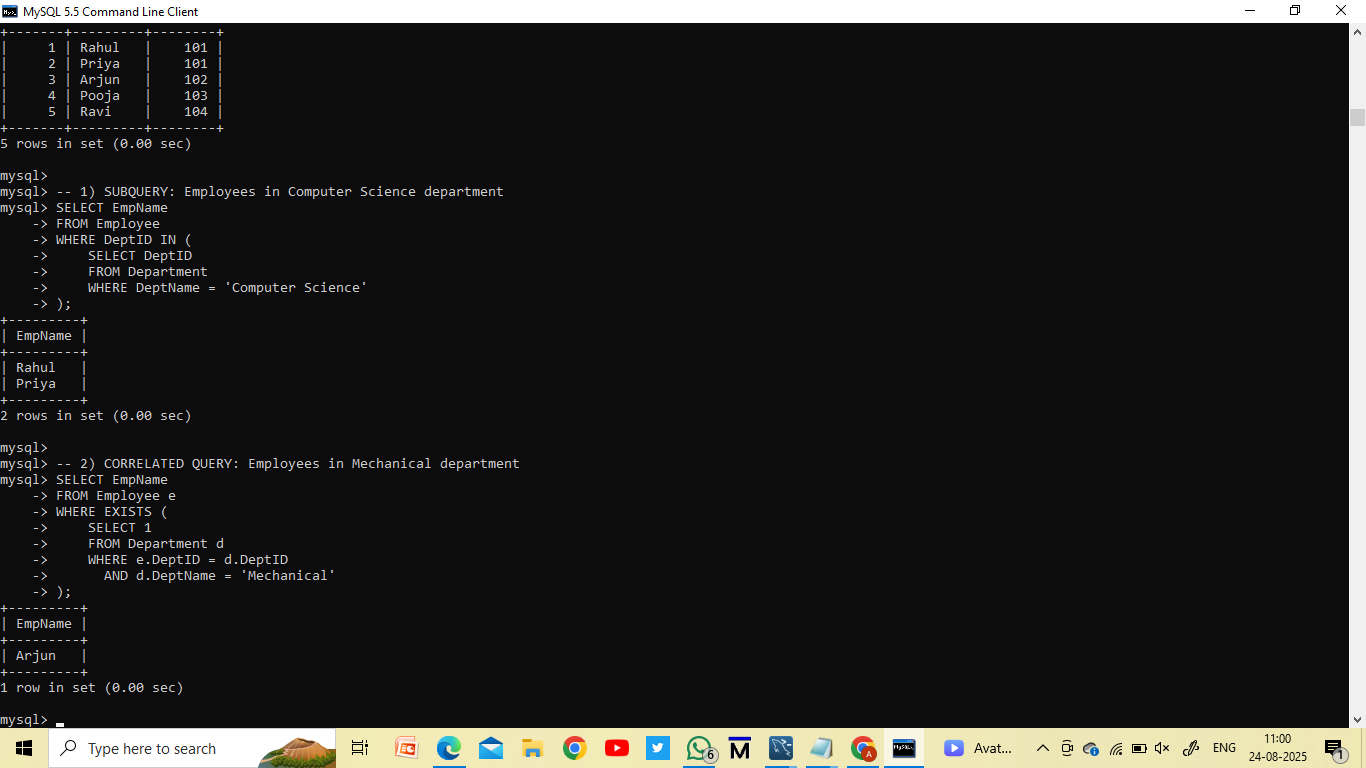 MySQL 5.5 Command Line Client
+-------+---------+--------+
|     1 | Rahul   |    101 |
|     2 | Priya   |    101 |
|     3 | Arjun   |    102 |
|     4 | Pooja   |    103 |
|     5 | Ravi    |    104 |
+-------+---------+--------+
5 rows in set (0.00 sec)
mysql>
mysql> -- 1) SUBQUERY: Employees in Computer Science department
mysql> SELECT EmpName
    -> FROM Employee
    -> WHERE DeptID IN (
    ->     SELECT DeptID
    ->     FROM Department
    ->     WHERE DeptName = 'Computer Science'
    -> );
+---------+
| EmpName |
+---------+
| Rahul   |
| Priya   |
+---------+
2 rows in set (0.00 sec)
mysql>
mysql> -- 2) CORRELATED QUERY: Employees in Mechanical department
mysql> SELECT EmpName
    -> FROM Employee e
    -> WHERE EXISTS (
    ->     SELECT 1
    ->     FROM Department d
    ->     WHERE e.DeptID = d.DeptID
    ->       AND d.DeptName = 'Mechanical'
    -> );
+---------+
| EmpName |
+---------+
| Arjun   |
+---------+
1 row in set (0.00 sec)
mysql> _
Type here to search
6
M
A
MySQL
Avat...
ENG
11:00
24-08-2025
1